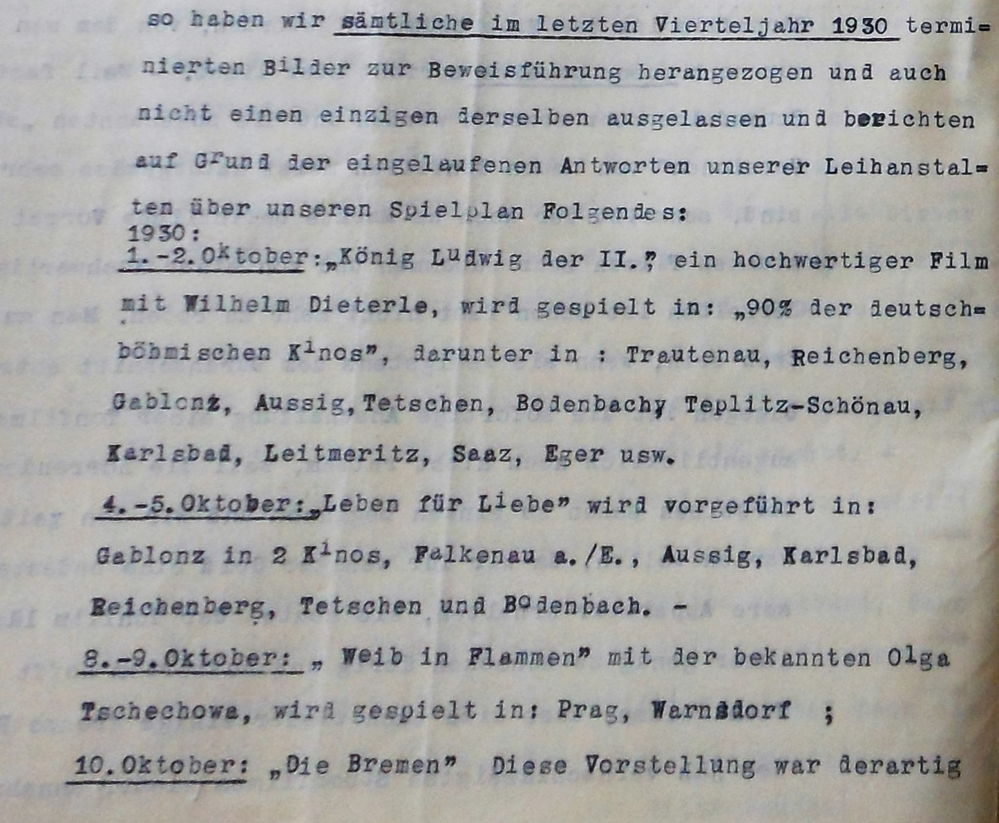 so haben wir sämtliche im letzten Vierteljahr 1930 termi=
nierten Bilder zur Beweisführung herangezogen und auch
nicht einen einzigen derselben ausgelassen und berichten
auf Grund der eingelaufenen Antworten unserer Leihanstal=
ten über unseren Spielplan Folgendes:
1930:
1.-2.Oktober:„König Ludwig der II.” ein hochwertiger Film
mit Wilhelm Dieterle, wird gespielt in: „90% der deutsch=
böhmischen Kinos”, darunter in : Trautenau, Reichenberg,
Gablonz, Aussig, Tetschen, Bodenbach, Teplitz-Schönau,
Karlsbad, Leitmeritz, Saaz, Eger usw.
4.-5.Oktober:„Leben für Liebe” wird vorgeführt in:
Gablonz in 2 Kinos, Falkenau a./E., Aussig, Karlsbad,
Reichenberg, Tetschen und Bodenbach. -
8.-9.Oktober: „ Weib in Flammen” mit der bekannten Olga
Tschechowa, wird gespielt in: Prag, Warnsdorf ;
10.Oktober: „Die Bremen” Diese Vorstellung war derartig